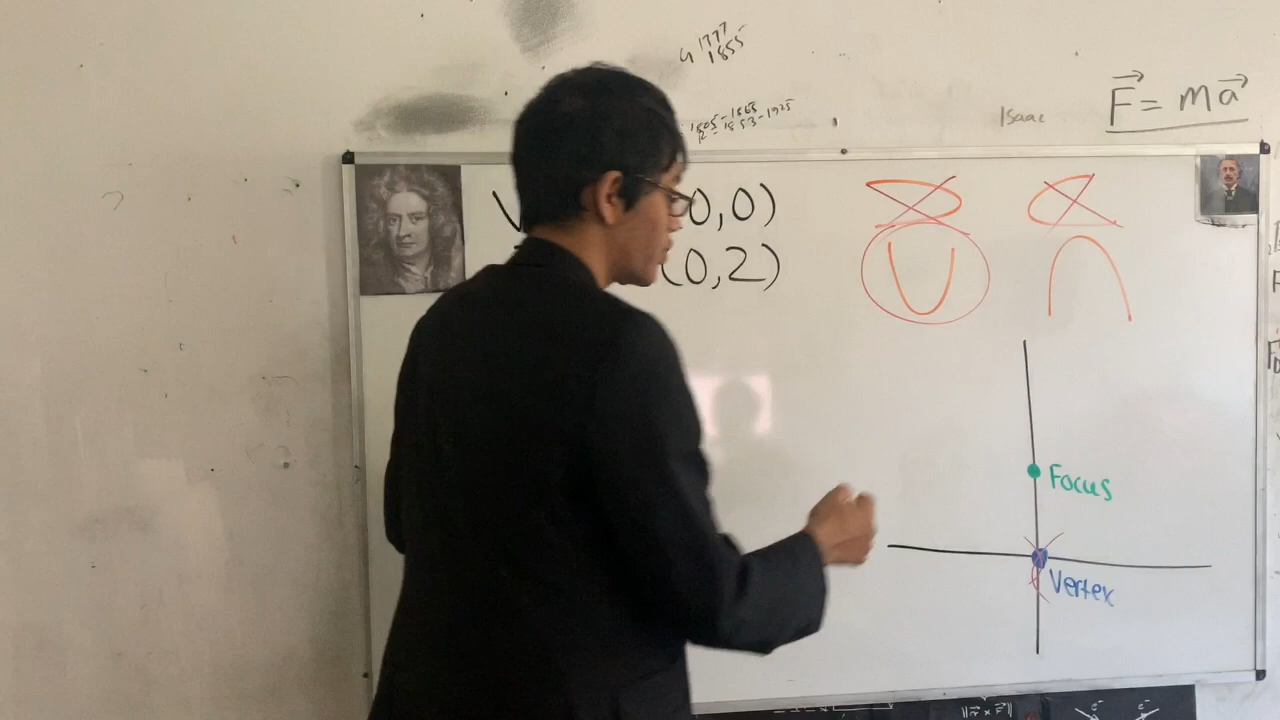 1777
1855
1805-1865
1853-1925
Isaac
F = ma
V
0,0)
(0,2)
Focus
Vertex
e⁻ e⁻